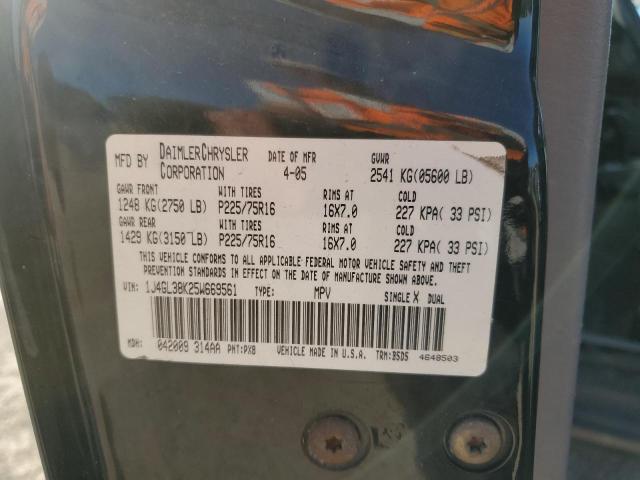 MFD BY DAIMLERCHRYSLER CORPORATION DATE OF MFR 4-05 GVWR 2541 KG(05600 LB)
GAWR FRONT WITH TIRES RIMS AT COLD
1248 KG(2750 LB) P225/75R16 16X7.0 227 KPA( 33 PSI)
GAWR REAR WITH TIRES RIMS AT COLD
1429 KG(3150 LB) P225/75R16 16X7.0 227 KPA( 33 PSI)
THIS VEHICLE CONFORMS TO ALL APPLICABLE FEDERAL MOTOR VEHICLE SAFETY AND THEFT
PREVENTION STANDARDS IN EFFECT ON THE DATE OF MANUFACTURE SHOWN ABOVE.
VIN: 1J4GL38K25W669561 TYPE: MPV SINGLE X DUAL
MDH: 042009 314AA PNT:PX8 VEHICLE MADE IN U.S.A. TRM:B5D5 4648503